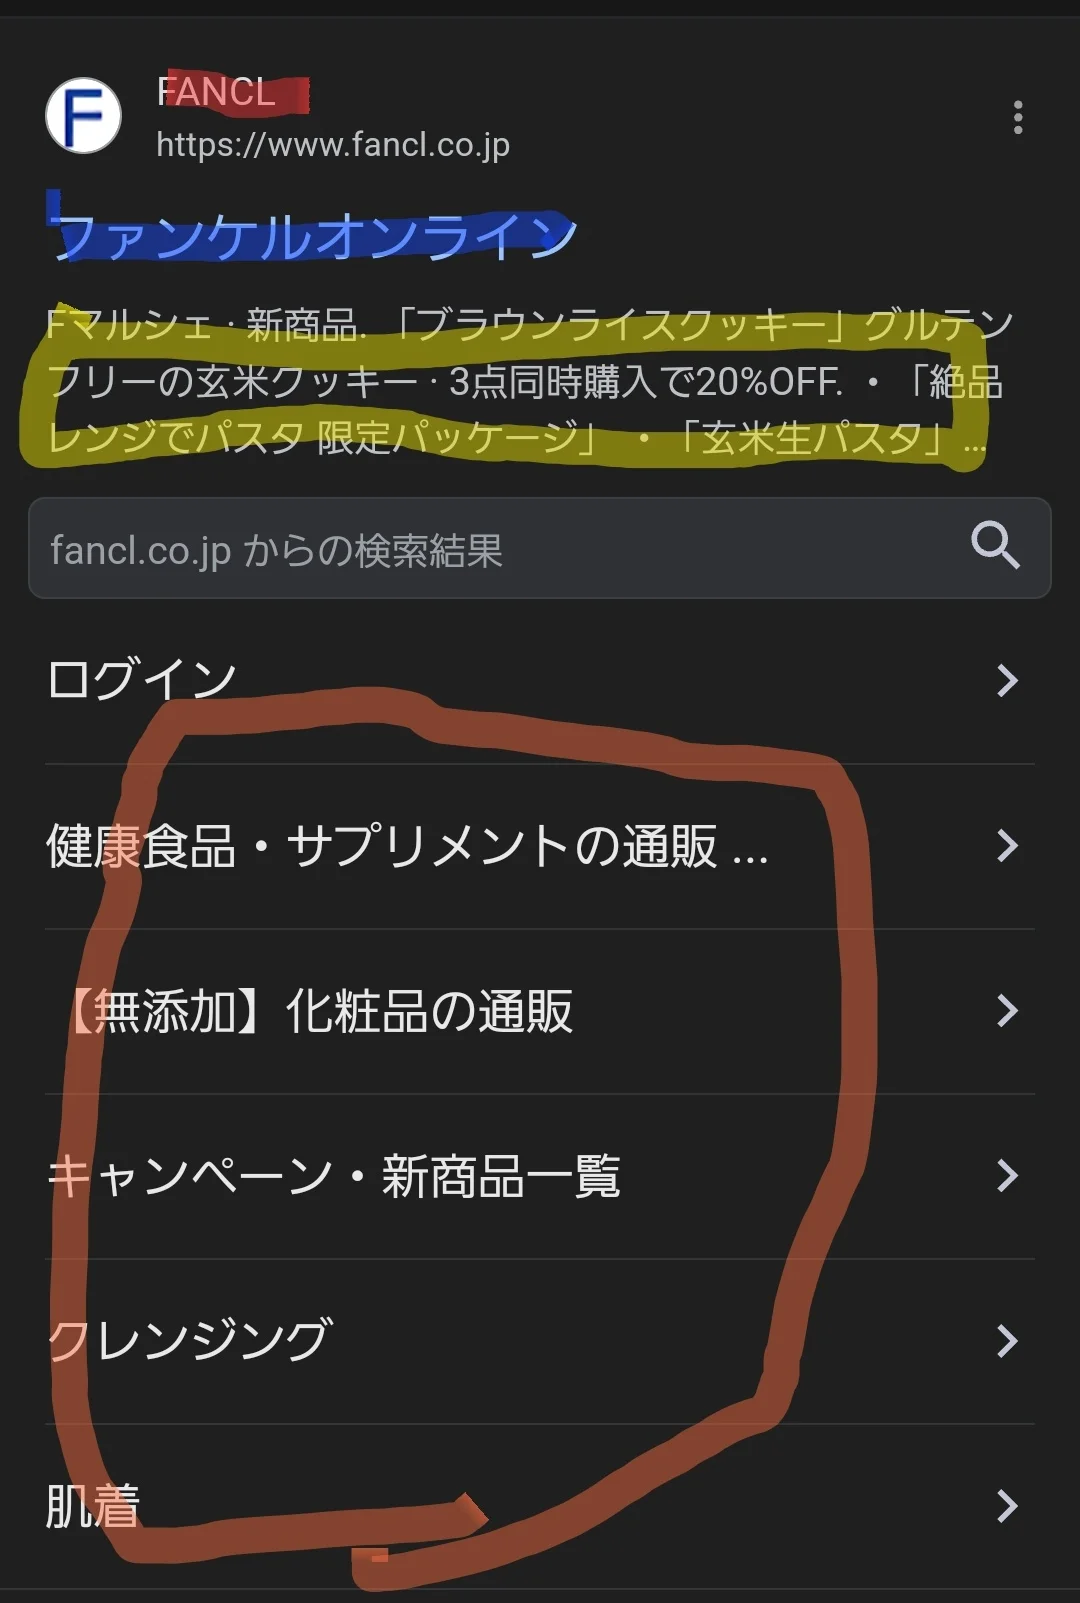 F
FANCL
https://www.fancl.co.jp
ファンケルオンライン
Fマルシェ · 新商品. 「ブラウンライスクッキー」グルテン
フリーの玄米クッキー · 3点同時購入で20%OFF. ・「絶品
レンジでパスタ 限定パッケージ」・「玄米生パスタ」...
fancl.co.jp からの検索結果
ログイン
健康食品・サプリメントの通販 ...
【無添加】化粧品の通販
キャンペーン・新商品一覧
クレンジング
肌着